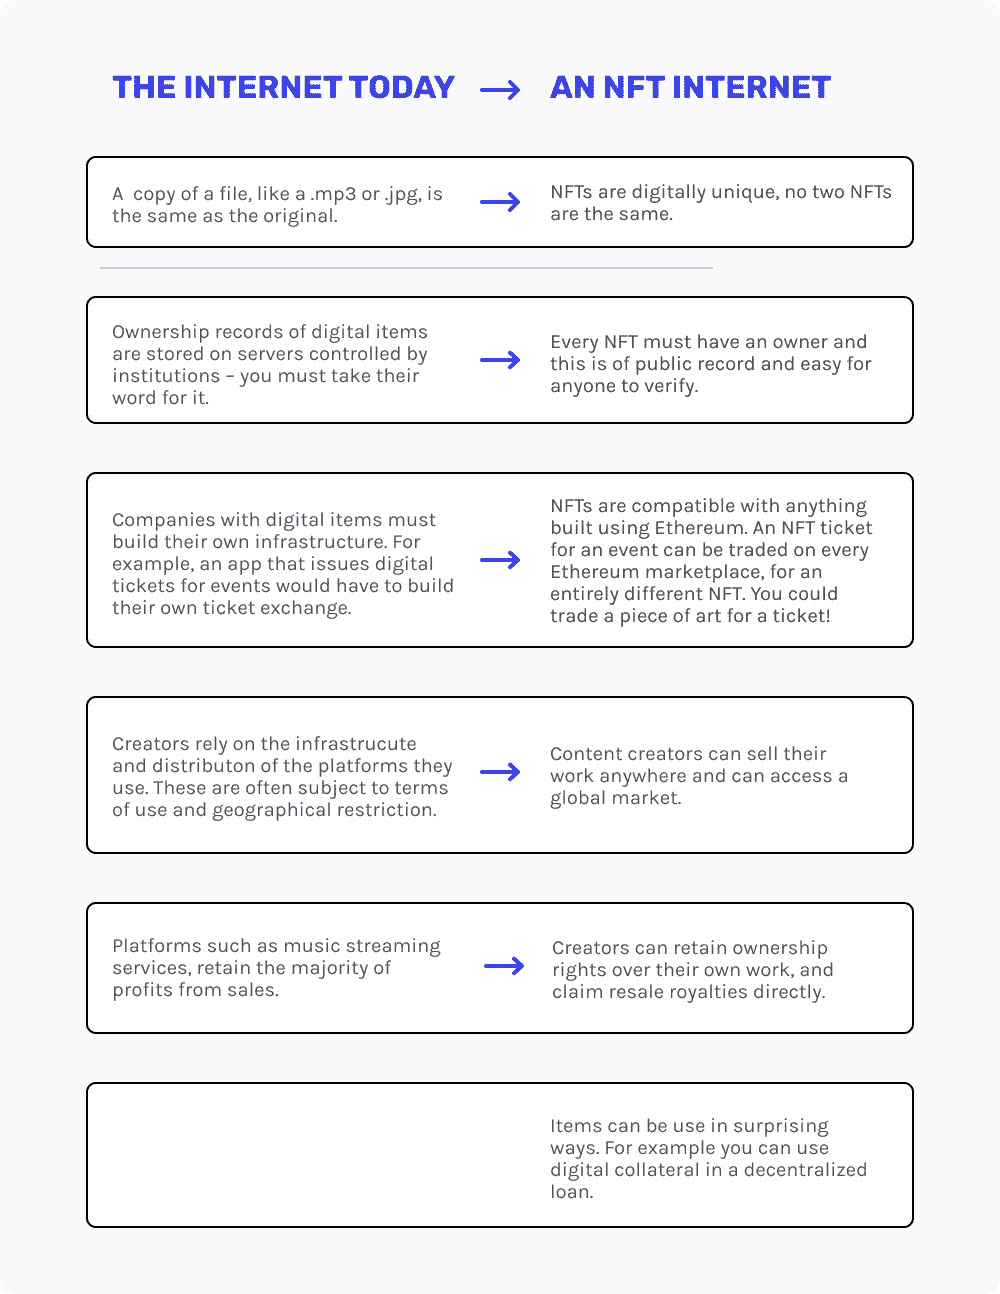 THE INTERNET TODAY → AN NFT INTERNET
A  copy of a file, like a .mp3 or .jpg, is
the same as the original.
→
NFTs are digitally unique, no two NFTs
are the same.
Ownership records of digital items
are stored on servers controlled by
institutions – you must take their
word for it.
→
Every NFT must have an owner and
this is of public record and easy for
anyone to verify.
Companies with digital items must
build their own infrastructure. For
example, an app that issues digital
tickets for events would have to build
their own ticket exchange.
→
NFTs are compatible with anything
built using Ethereum. An NFT ticket
for an event can be traded on every
Ethereum marketplace, for an
entirely different NFT. You could
trade a piece of art for a ticket!
Creators rely on the infrastrucute
and distributon of the platforms they
use. These are often subject to terms
of use and geographical restriction.
→
Content creators can sell their
work anywhere and can access a
global market.
Platforms such as music streaming
services, retain the majority of
profits from sales.
→
Creators can retain ownership
rights over their own work, and
claim resale royalties directly.
Items can be use in surprising
ways. For example you can use
digital collateral in a decentralized
loan.